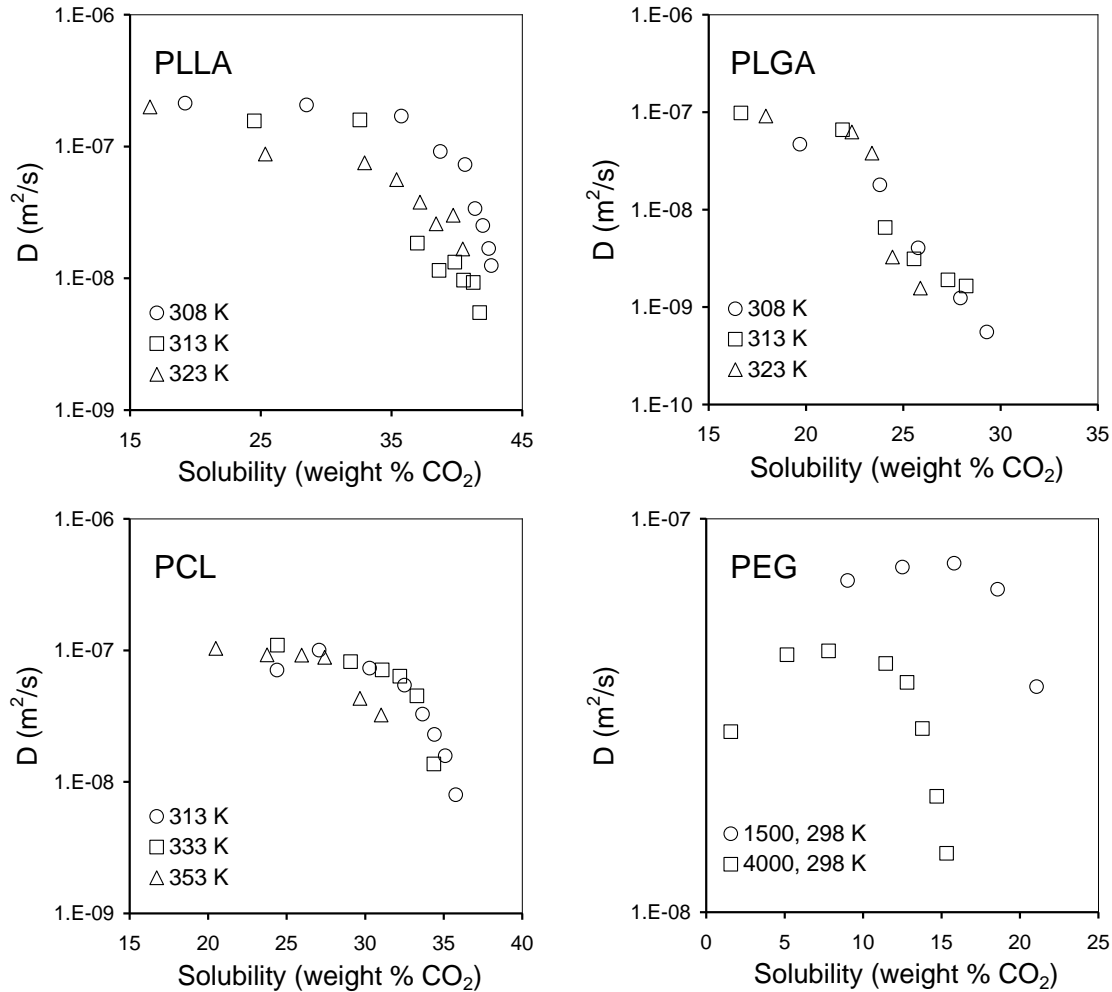 1.E-06
PLLA
1.E-07
D (m²/s)
1.E-08
308 K
313 K
323 K
1.E-09
15 25 35 45
Solubility (weight % CO₂)
1.E-06
PLGA
1.E-07
D (m²/s)
1.E-08
1.E-09
308 K
313 K
323 K
1.E-10
15 20 25 30 35
Solubility (weight % CO₂)
1.E-06
PCL
1.E-07
D (m²/s)
1.E-08
313 K
333 K
353 K
1.E-09
15 20 25 30 35 40
Solubility (weight % CO₂)
1.E-07
PEG
D (m²/s)
1500, 298 K
4000, 298 K
1.E-08
0 5 10 15 20 25
Solubility (weight % CO₂)